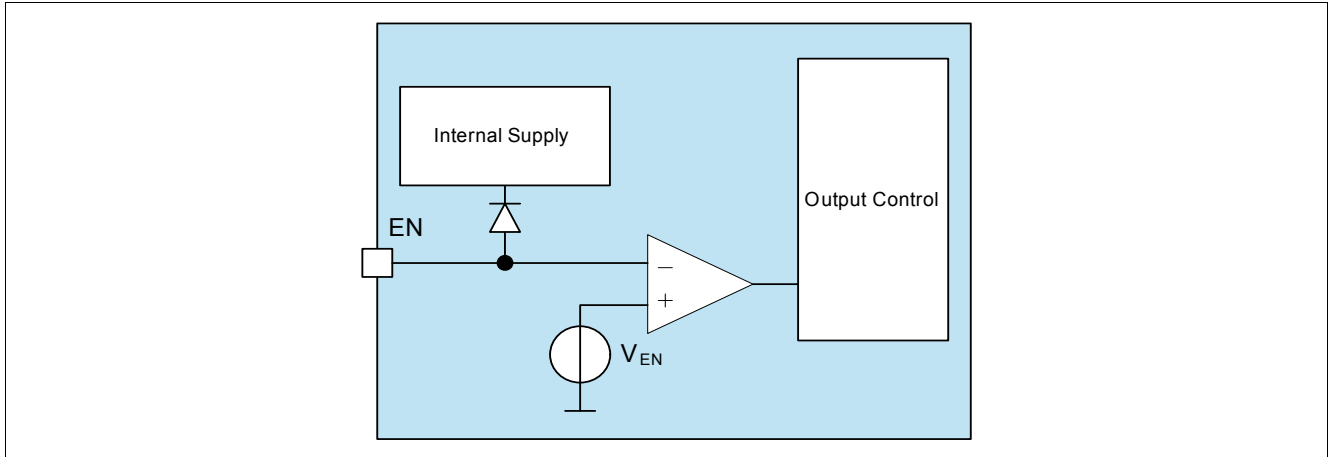 Internal Supply
Output Control
EN
−
+
VEN